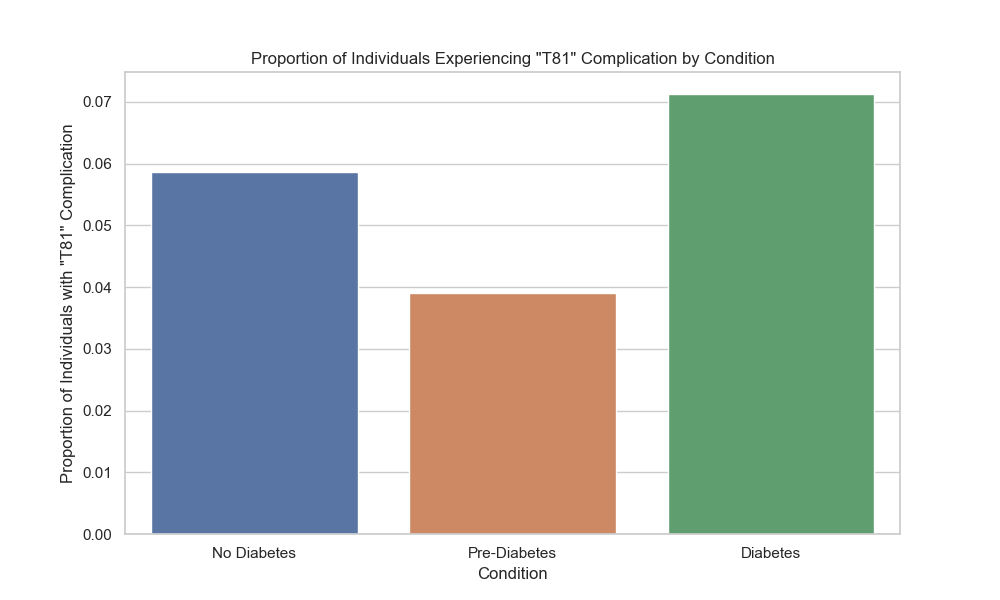 Proportion of Individuals Experiencing "T81" Complication by Condition
Proportion of Individuals with "T81" Complication
0.07
0.06
0.05
0.04
0.03
0.02
0.01
0.00
No Diabetes
Pre-Diabetes
Diabetes
Condition